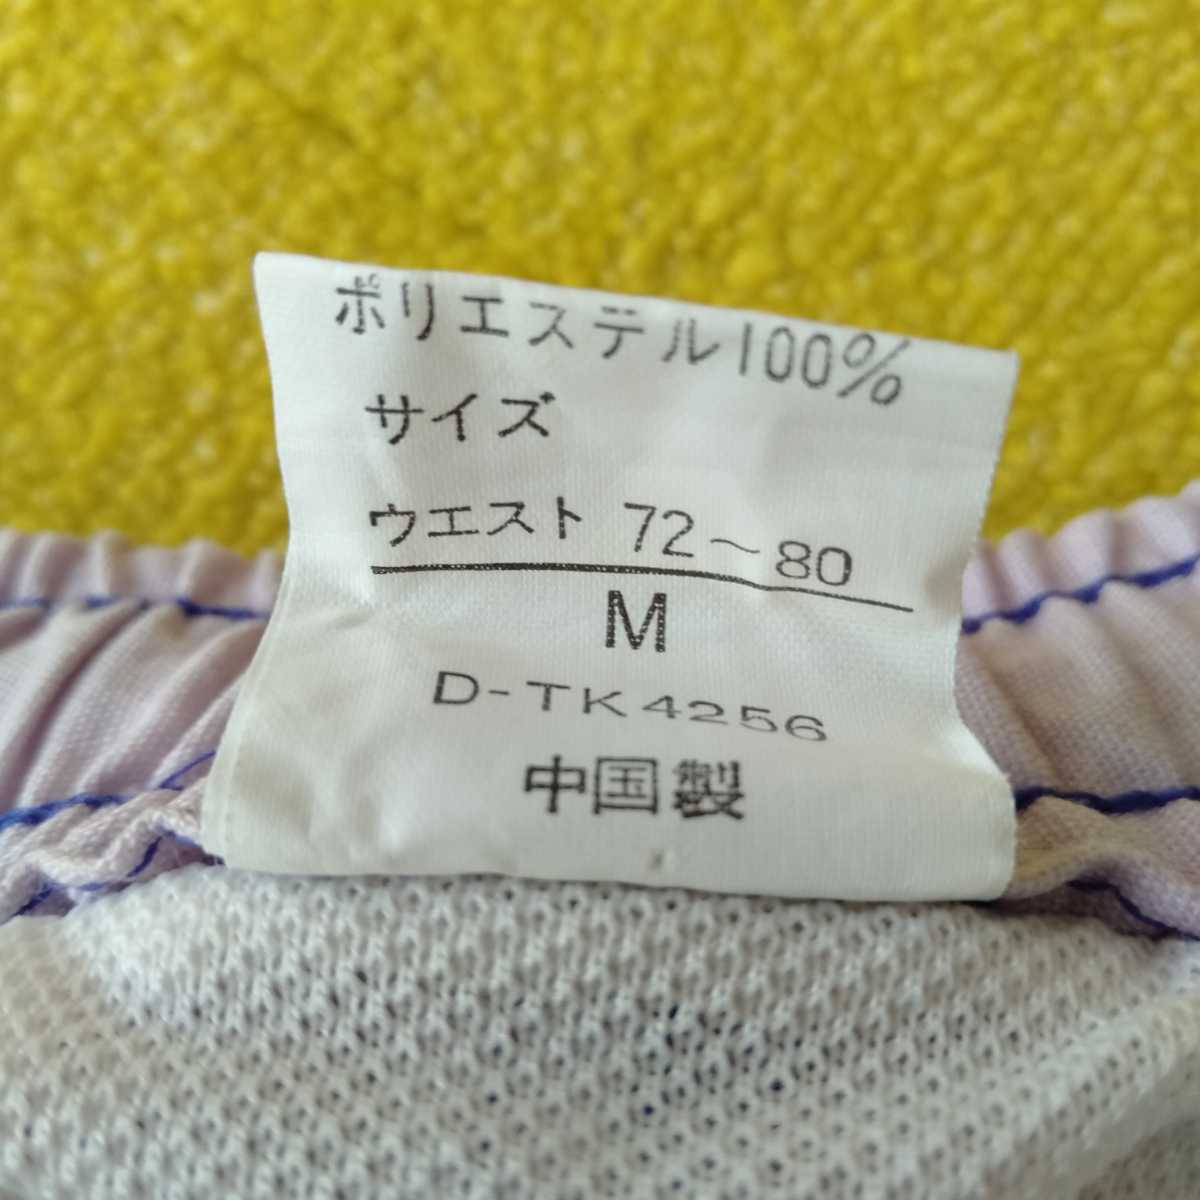 ポリエステル100%
サイズ
ウエスト 72～80
M
D-TK4256
中国製